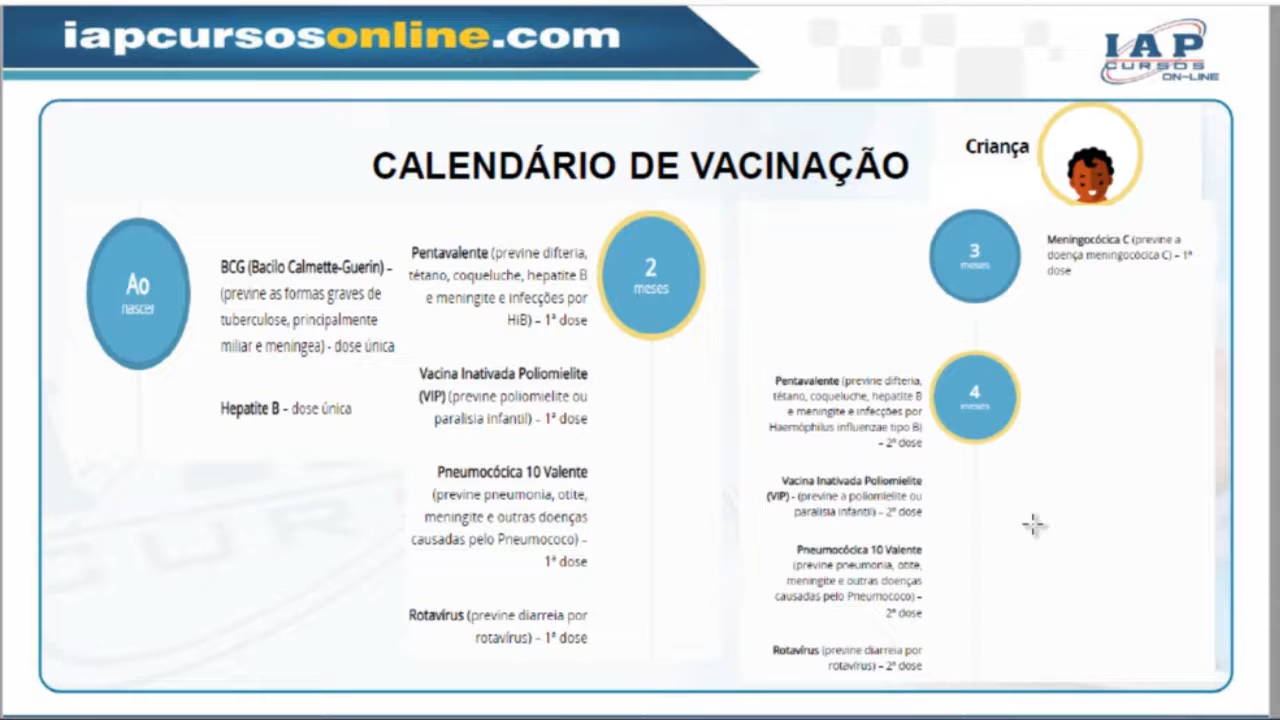 iapcursosonline.com
IAP
CURSOS
ON-LINE
CALENDÁRIO DE VACINAÇÃO
Criança
Ao
nascer
BCG (Bacilo Calmette-Guerin) –
(previne as formas graves de
tuberculose, principalmente
miliar e meníngea) - dose única
Hepatite B – dose única
Pentavalente (previne difteria,
tétano, coqueluche, hepatite B
e meningite e infecções por
HiB) – 1ª dose
Vacina Inativada Poliomielite
(VIP) (previne poliomielite ou
paralisia infantil) – 1ª dose
Pneumocócica 10 Valente
(previne pneumonia, otite,
meningite e outras doenças
causadas pelo Pneumococo) –
1ª dose
Rotavírus (previne diarreia por
rotavírus) – 1ª dose
2
meses
3
meses
Meningocócica C (previne a
doença meningocócica C) – 1ª
dose
4
meses
Pentavalente (previne difteria,
tétano, coqueluche, hepatite B
e meningite e infecções por
Haemóphilus influenzae tipo B)
– 2ª dose
Vacina Inativada Poliomielite
(VIP) - (previne a poliomielite ou
paralisia infantil) – 2ª dose
Pneumocócica 10 Valente
(previne pneumonia, otite,
meningite e outras doenças
causadas pelo Pneumococo) –
2ª dose
Rotavírus (previne diarreia por
rotavírus) – 2ª dose